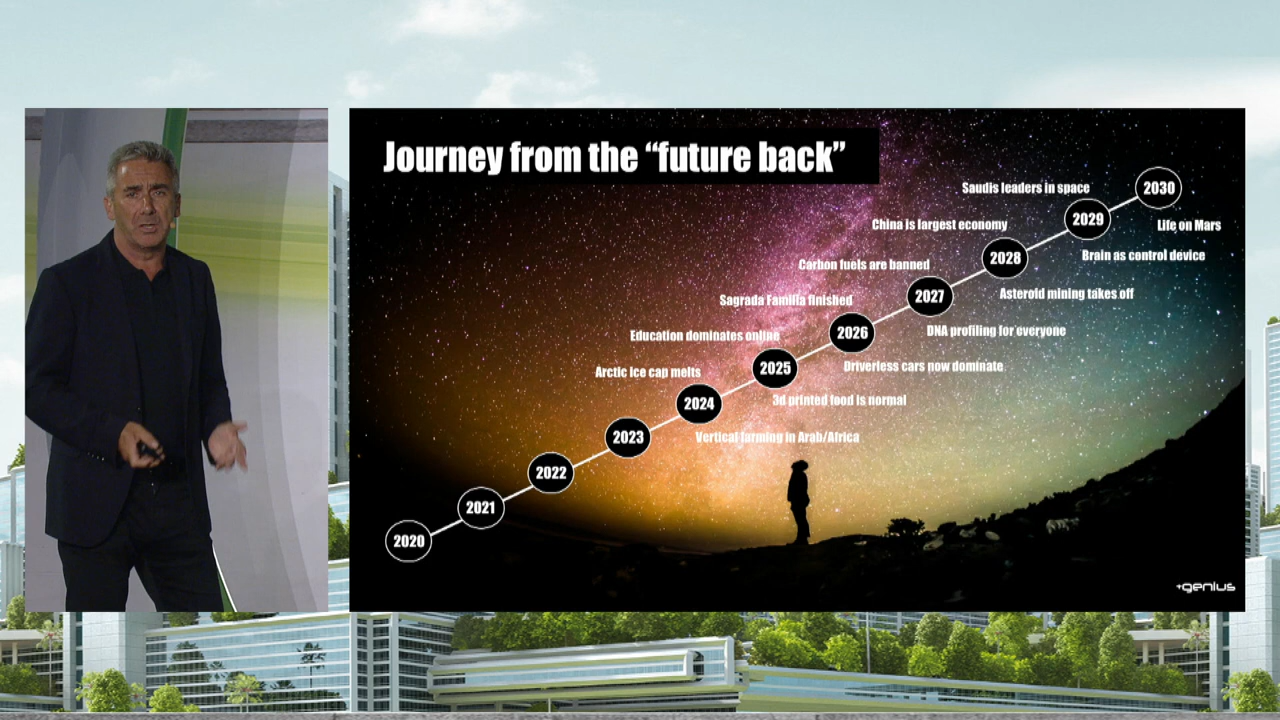 Journey from the “future back”
Saudis leaders in space
2030
2029
Life on Mars
China is largest economy
2028
Brain as control device
Carbon fuels are banned
2027
Asteroid mining takes off
Sagrada Familia finished
2026
DNA profiling for everyone
Education dominates online
2025
Driverless cars now dominate
Arctic ice cap melts
2024
3d printed food is normal
2023
Vertical farming in Arab/Africa
2022
2021
2020
+genius